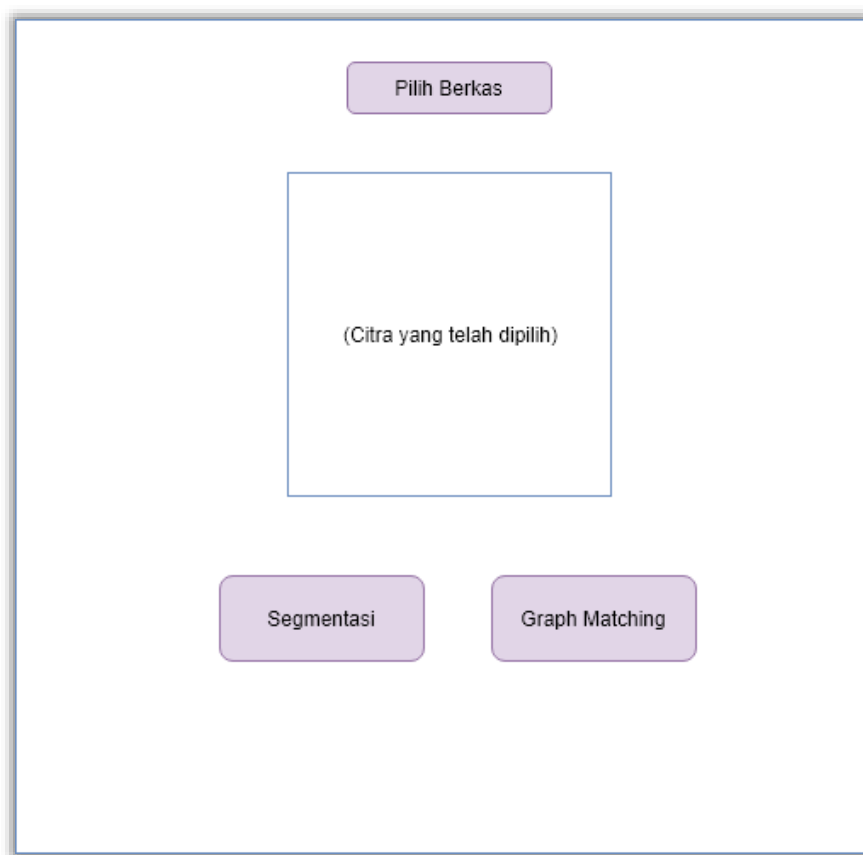 Pilih Berkas
(Citra yang telah dipilih)
Segmentasi
Graph Matching